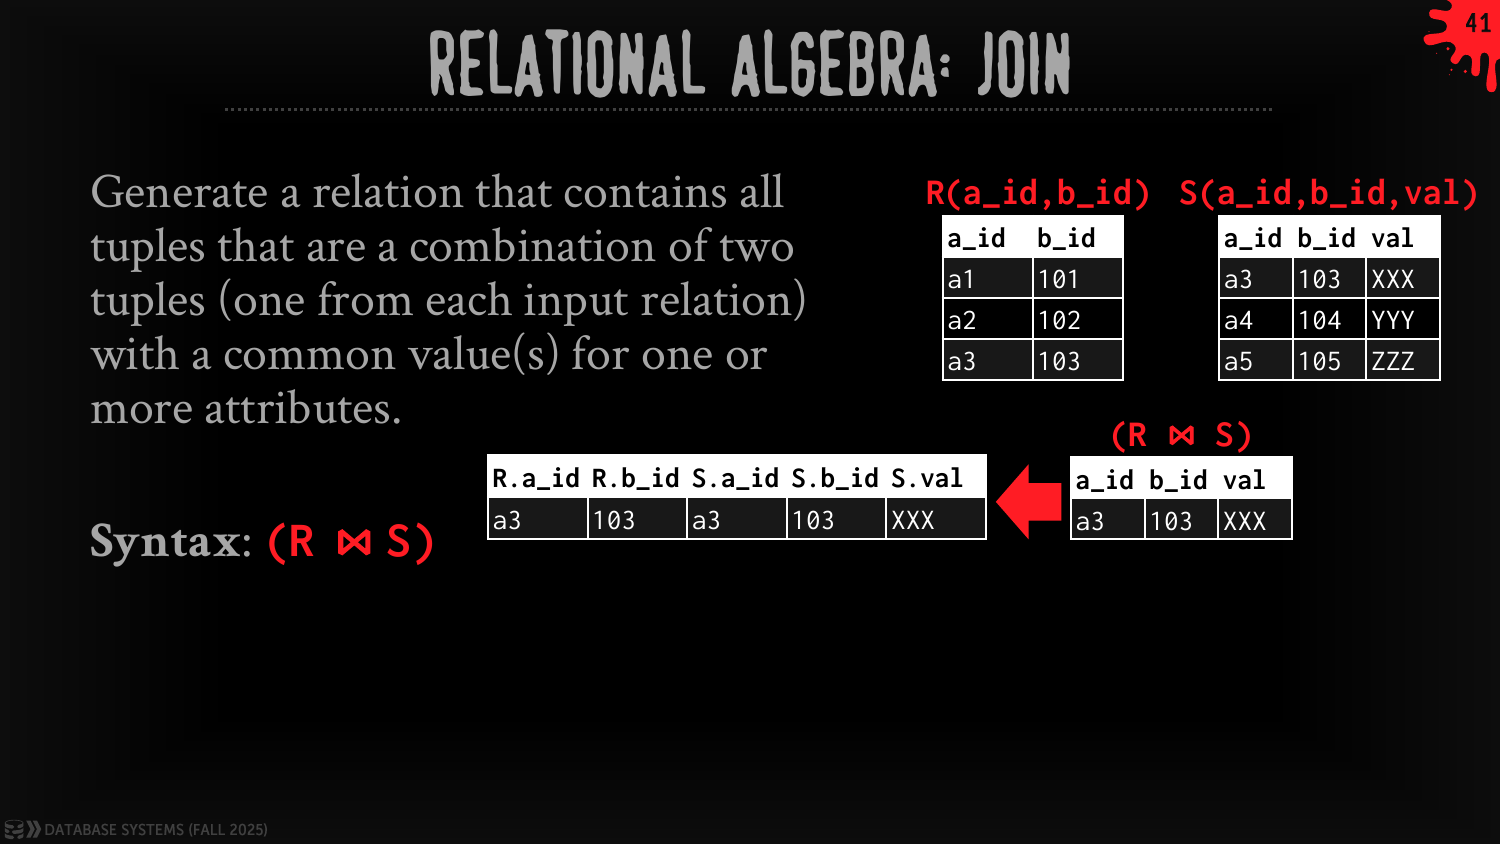 41
RELATIONAL ALGEBRA: JOIN
Generate a relation that contains all
tuples that are a combination of two
tuples (one from each input relation)
with a common value(s) for one or
more attributes.
Syntax: (R ⋈ S)
R(a_id,b_id)
a_id b_id
a1 101
a2 102
a3 103
S(a_id,b_id,val)
a_id b_id val
a3 103 XXX
a4 104 YYY
a5 105 ZZZ
(R ⋈ S)
a_id b_id val
a3 103 XXX
R.a_id R.b_id S.a_id S.b_id S.val
a3 103 a3 103 XXX
DATABASE SYSTEMS (FALL 2025)